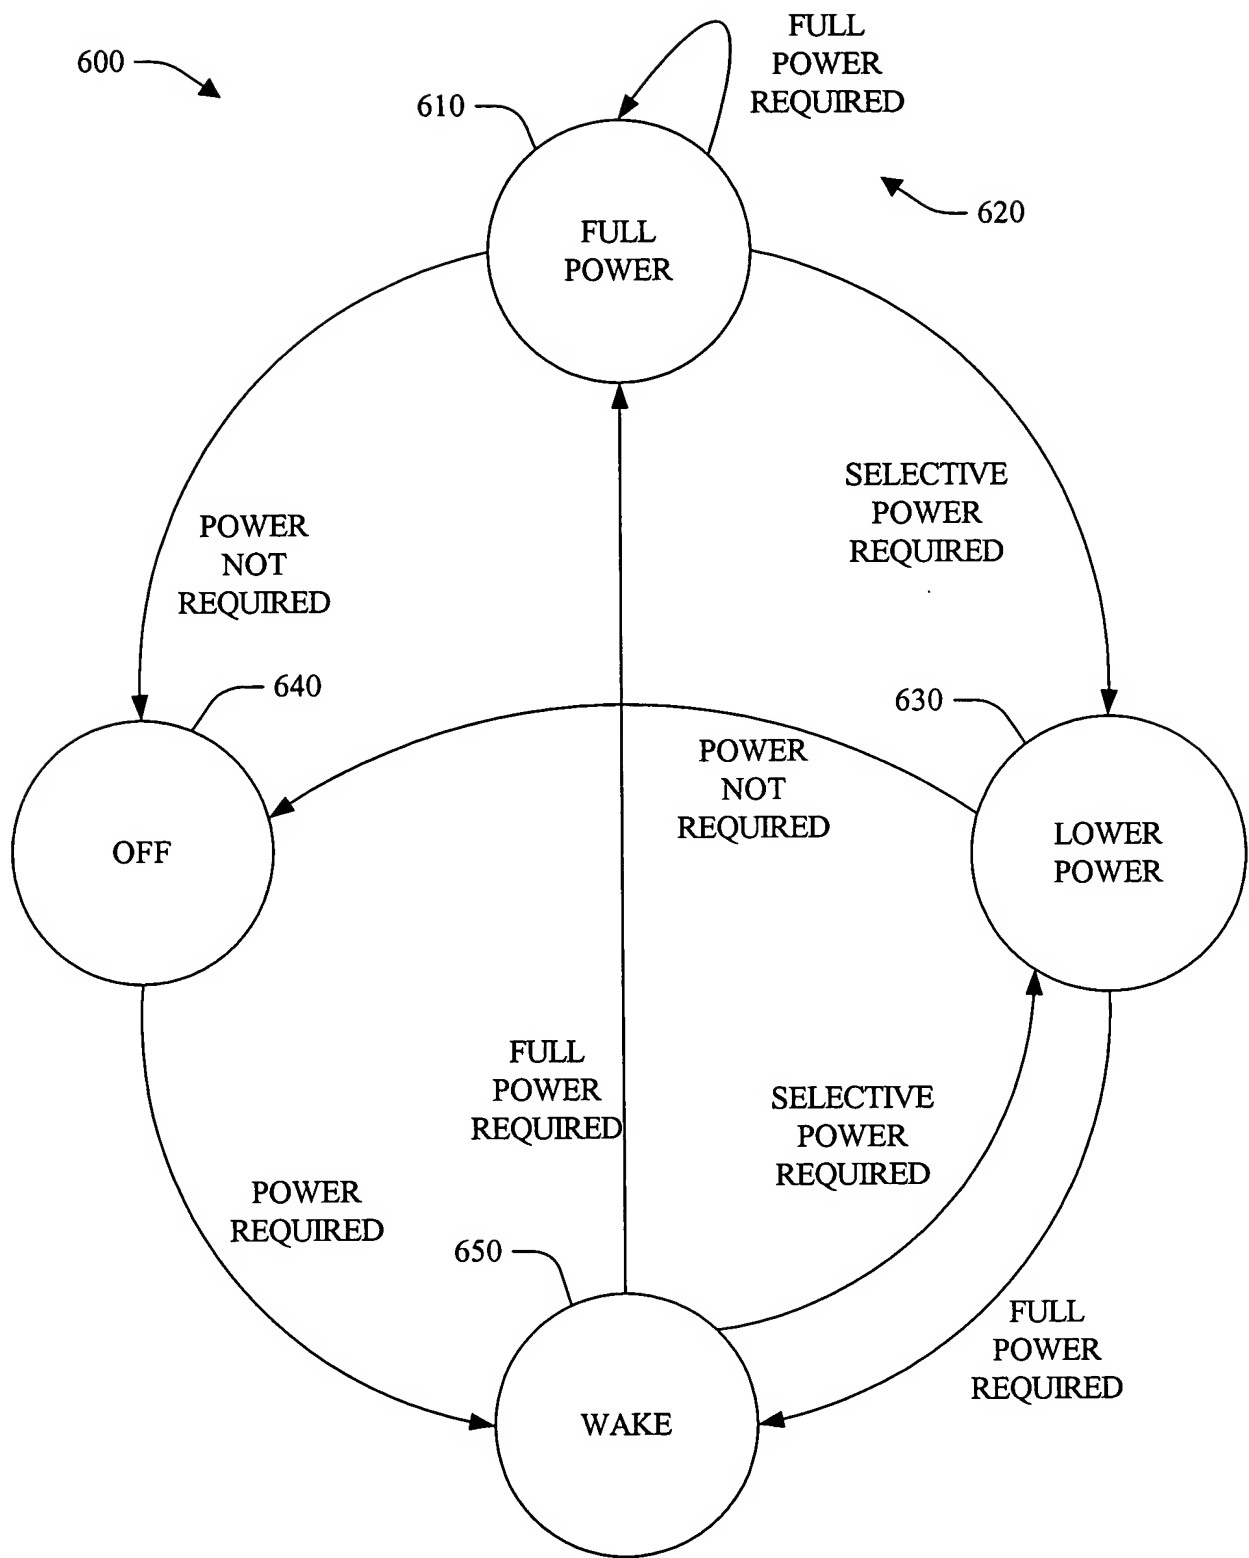 600
FULL
POWER
REQUIRED
610
620
FULL
POWER
SELECTIVE
POWER
REQUIRED
POWER
NOT
REQUIRED
640
630
POWER
NOT
REQUIRED
OFF
LOWER
POWER
FULL
POWER
REQUIRED
SELECTIVE
POWER
REQUIRED
POWER
REQUIRED
650
FULL
POWER
REQUIRED
WAKE